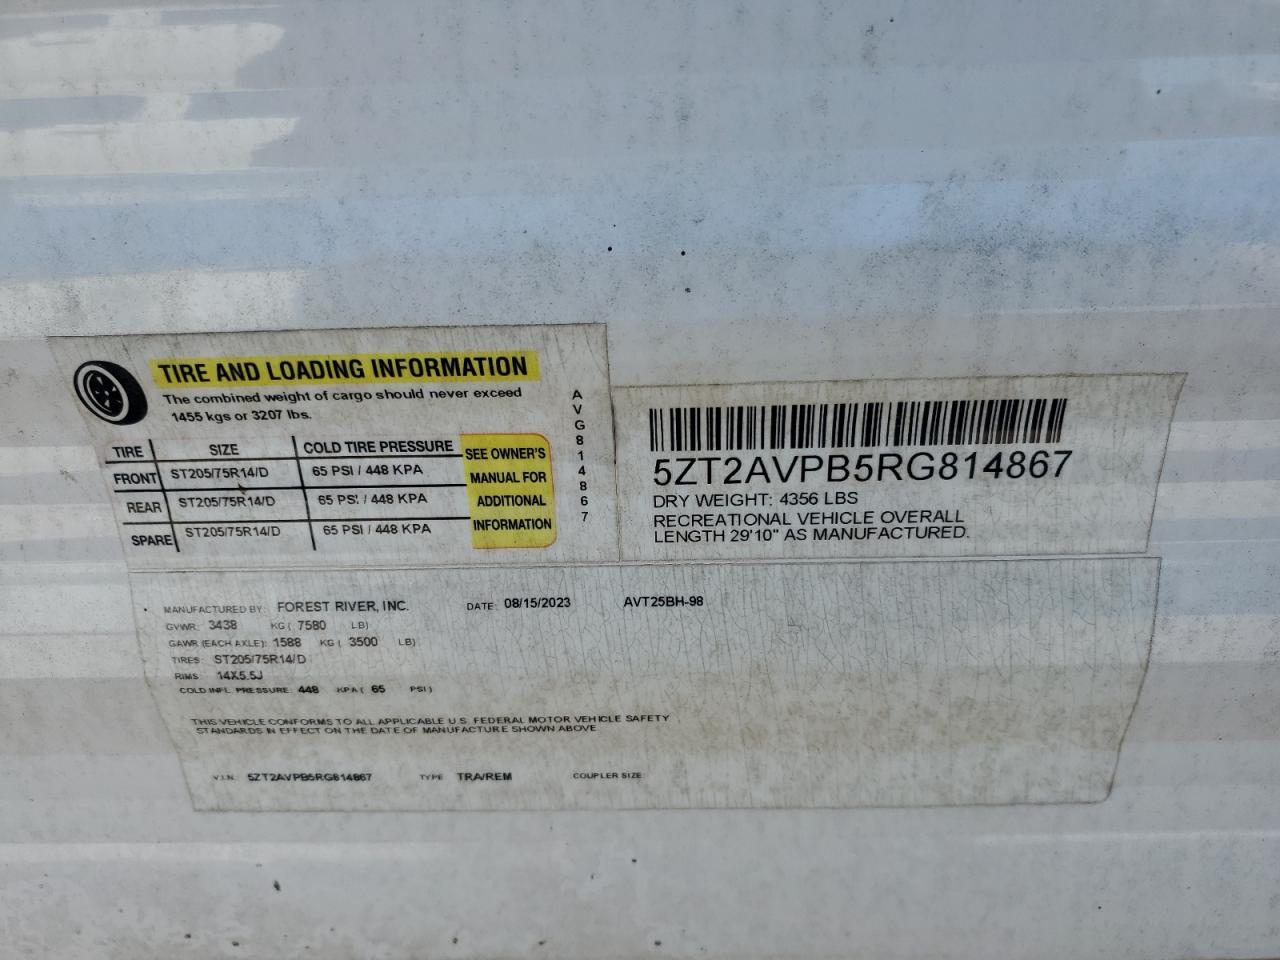 TIRE AND LOADING INFORMATION
The combined weight of cargo should never exceed
1455 kgs or 3207 lbs.
TIRE SIZE COLD TIRE PRESSURE
FRONT ST205/75R14/D 65 PSI / 448 KPA
REAR ST205/75R14/D 65 PSI / 448 KPA
SPARE ST205/75R14/D 65 PSI / 448 KPA
SEE OWNER'S
MANUAL FOR
ADDITIONAL
INFORMATION
AVG814867
5ZT2AVPB5RG814867
DRY WEIGHT: 4356 LBS
RECREATIONAL VEHICLE OVERALL
LENGTH 29'10" AS MANUFACTURED.
MANUFACTURED BY: FOREST RIVER, INC. DATE: 08/15/2023 AVT25BH-98
GVWR: 3438 KG ( 7580 LB)
GAWR (EACH AXLE): 1588 KG ( 3500 LB)
TIRES: ST205/75R14/D
RIMS 14X5.5J
COLD INFL. PRESSURE: 448 KPA ( 65 PSI )
THIS VEHICLE CONFORMS TO ALL APPLICABLE U.S. FEDERAL MOTOR VEHICLE SAFETY
STANDARDS IN EFFECT ON THE DATE OF MANUFACTURE SHOWN ABOVE
V.I.N. 5ZT2AVPB5RG814867 TYPE TRA/REM COUPLER SIZE: